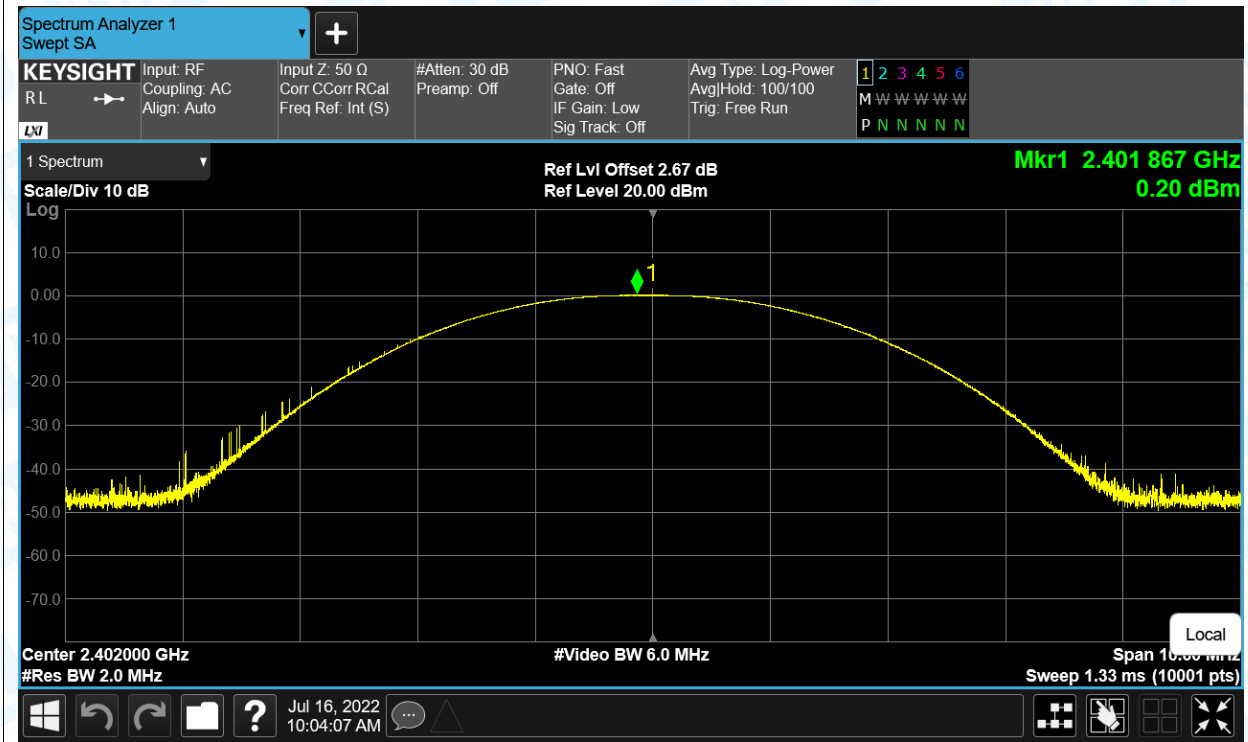 Spectrum Analyzer 1
Swept SA
KEYSIGHT
R L
LXI
Input: RF
Coupling: AC
Align: Auto
Input Z: 50 Ω
Corr CCorr RCal
Freq Ref: Int (S)
#Atten: 30 dB
Preamp: Off
PNO: Fast
Gate: Off
IF Gain: Low
Sig Track: Off
Avg Type: Log-Power
Avg|Hold: 100/100
Trig: Free Run
1 2 3 4 5 6
M W W W W W
P N N N N N
1 Spectrum
Scale/Div 10 dB
Log
Ref Lvl Offset 2.67 dB
Ref Level 20.00 dBm
Mkr1 2.401 867 GHz
0.20 dBm
10.0
0.00
-10.0
-20.0
-30.0
-40.0
-50.0
-60.0
-70.0
1
Local
Center 2.402000 GHz
#Video BW 6.0 MHz
Span 10.00 MHz
#Res BW 2.0 MHz
Sweep 1.33 ms (10001 pts)
?
Jul 16, 2022
10:04:07 AM